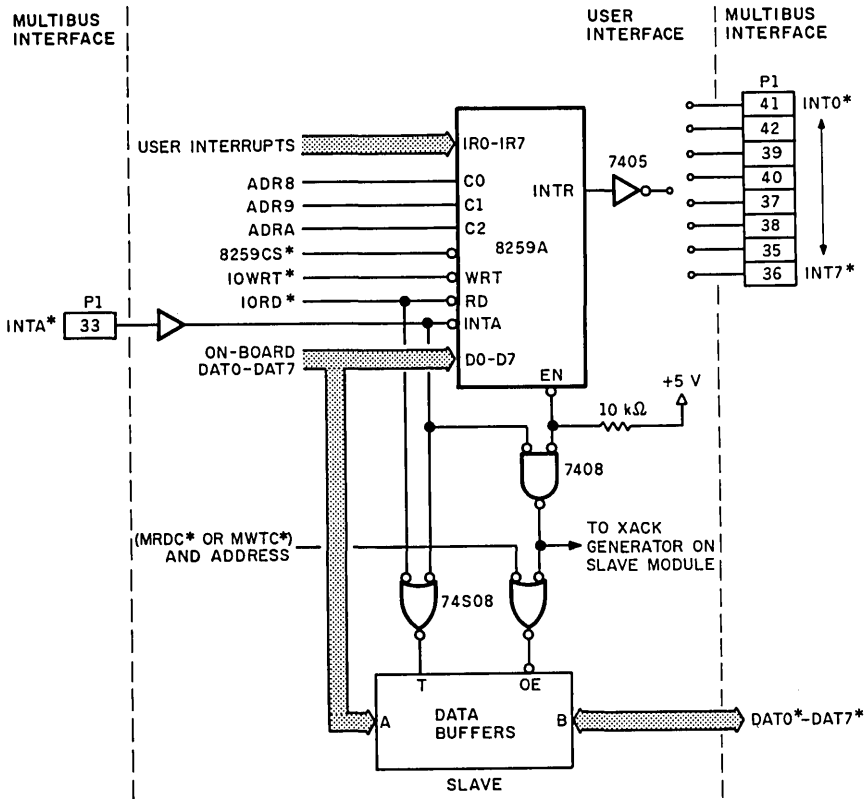 MULTIBUS
INTERFACE
USER
INTERFACE
MULTIBUS
INTERFACE
P1
41 INT0*
42
39
40
37
38
35
36 INT7*
USER INTERRUPTS
IR0-IR7
7405
ADR8
C0
INTR
ADR9
C1
ADRA
C2
8259A
8259CS*
IOWRT*
WRT
IORD*
RD
P1
INTA* 33
INTA
ON-BOARD
DAT0-DAT7
D0-D7
EN
+5 V
10 kΩ
7408
(MRDC* OR MWTC*)
AND ADDRESS
TO XACK
GENERATOR ON
SLAVE MODULE
74S08
T
OE
A
DATA
BUFFERS
B
DAT0*-DAT7*
SLAVE